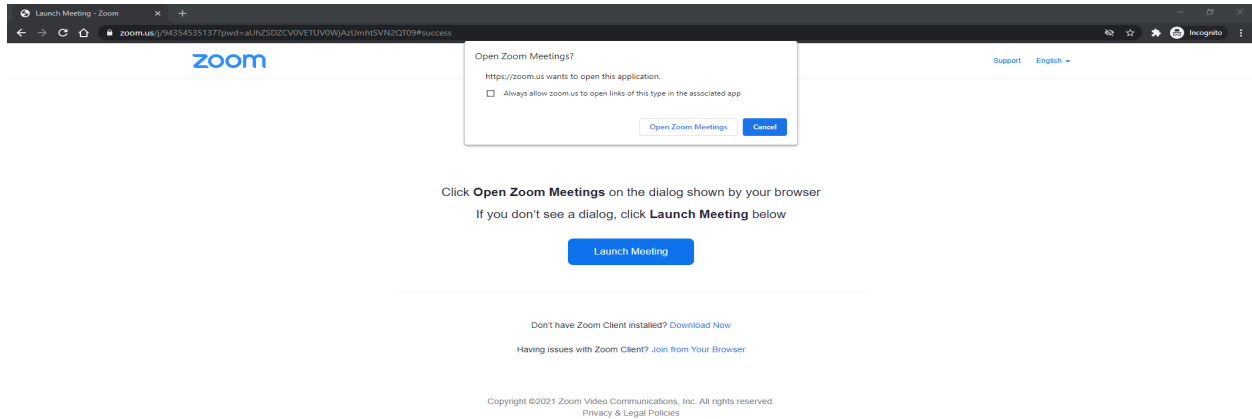 Launch Meeting - Zoom
zoom.us/j/94354535137?pwd=aUhZSDZCV0VETUV0WjAzUmhtSVN2QT09#success
Incognito
zoom
Support English
Open Zoom Meetings?
https://zoom.us wants to open this application.
Always allow zoom.us to open links of this type in the associated app
Open Zoom Meetings Cancel
Click Open Zoom Meetings on the dialog shown by your browser
If you don't see a dialog, click Launch Meeting below
Launch Meeting
Don't have Zoom Client installed? Download Now
Having issues with Zoom Client? Join from Your Browser
Copyright ©2021 Zoom Video Communications, Inc. All rights reserved.
Privacy & Legal Policies